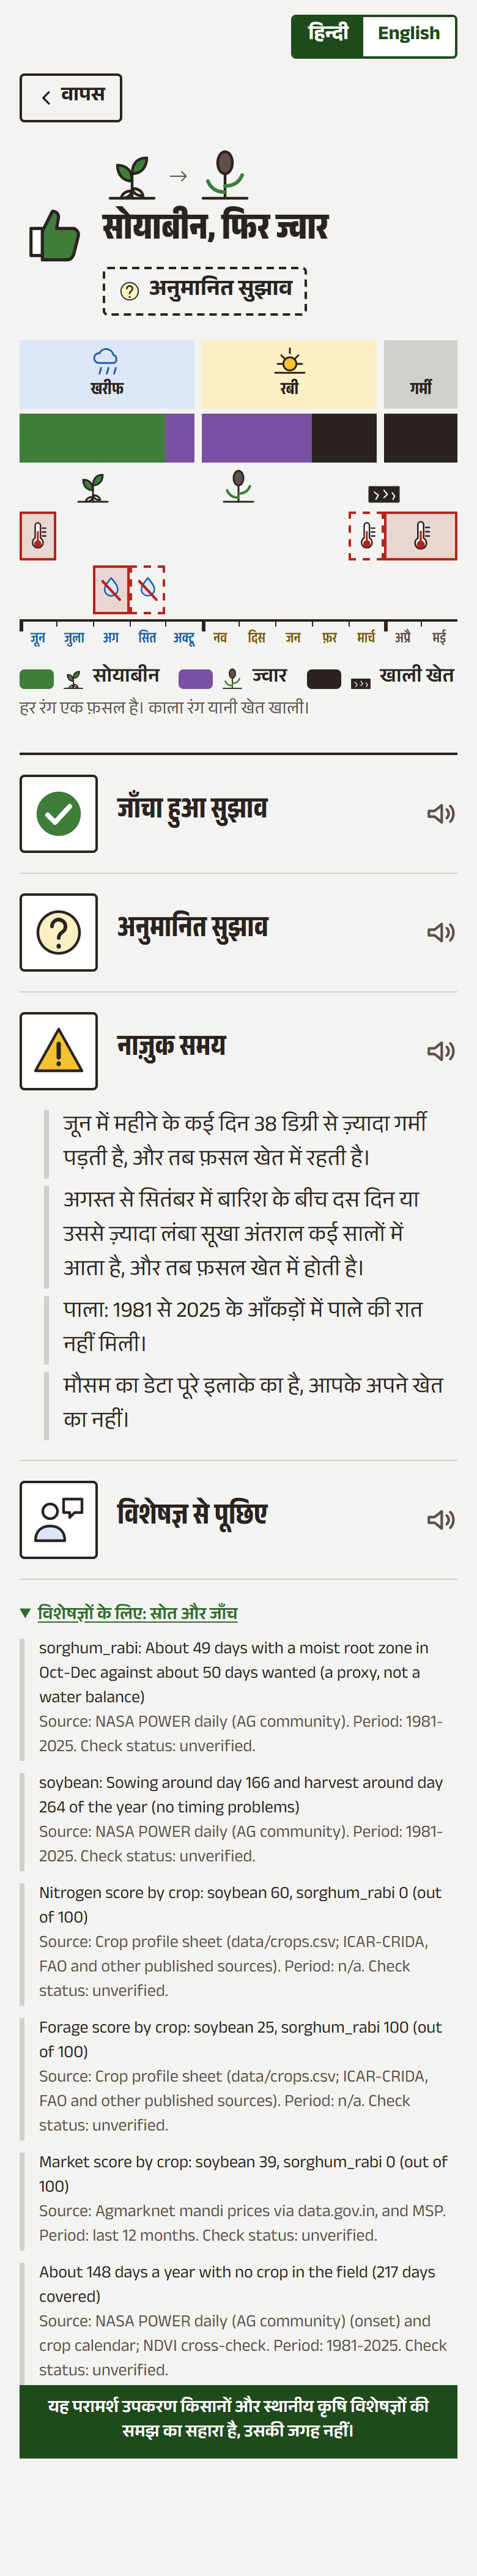 हिन्दी English
वापस
सोयाबीन, फिर ज्वार
अनुमानित सुझाव
खरीफ रबी गर्मी
जून जुला अग सित अक्टू नव दिस जन फ़र मार्च अप्रै मई
सोयाबीन ज्वार खाली खेत
हर रंग एक फ़सल है। काला रंग यानी खेत खाली।
जाँचा हुआ सुझाव
अनुमानित सुझाव
नाज़ुक समय
जून में महीने के कई दिन 38 डिग्री से ज़्यादा गर्मी
पड़ती है, और तब फ़सल खेत में रहती है।
अगस्त से सितंबर में बारिश के बीच दस दिन या
उससे ज़्यादा लंबा सूखा अंतराल कई सालों में
आता है, और तब फ़सल खेत में होती है।
पाला: 1981 से 2025 के आँकड़ों में पाले की रात
नहीं मिली।
मौसम का डेटा पूरे इलाके का है, आपके अपने खेत
का नहीं।
विशेषज्ञ से पूछिए
विशेषज्ञों के लिए: स्रोत और जाँच
sorghum_rabi: About 49 days with a moist root zone in
Oct-Dec against about 50 days wanted (a proxy, not a
water balance)
Source: NASA POWER daily (AG community). Period: 1981-
2025. Check status: unverified.
soybean: Sowing around day 166 and harvest around day
264 of the year (no timing problems)
Source: NASA POWER daily (AG community). Period: 1981-
2025. Check status: unverified.
Nitrogen score by crop: soybean 60, sorghum_rabi 0 (out
of 100)
Source: Crop profile sheet (data/crops.csv; ICAR-CRIDA,
FAO and other published sources). Period: n/a. Check
status: unverified.
Forage score by crop: soybean 25, sorghum_rabi 100 (out
of 100)
Source: Crop profile sheet (data/crops.csv; ICAR-CRIDA,
FAO and other published sources). Period: n/a. Check
status: unverified.
Market score by crop: soybean 39, sorghum_rabi 0 (out of
100)
Source: Agmarknet mandi prices via data.gov.in, and MSP.
Period: last 12 months. Check status: unverified.
About 148 days a year with no crop in the field (217 days
covered)
Source: NASA POWER daily (AG community) (onset) and
crop calendar; NDVI cross-check. Period: 1981-2025. Check
status: unverified.
यह परामर्श उपकरण किसानों और स्थानीय कृषि विशेषज्ञों की
समझ का सहारा है, उसकी जगह नहीं।